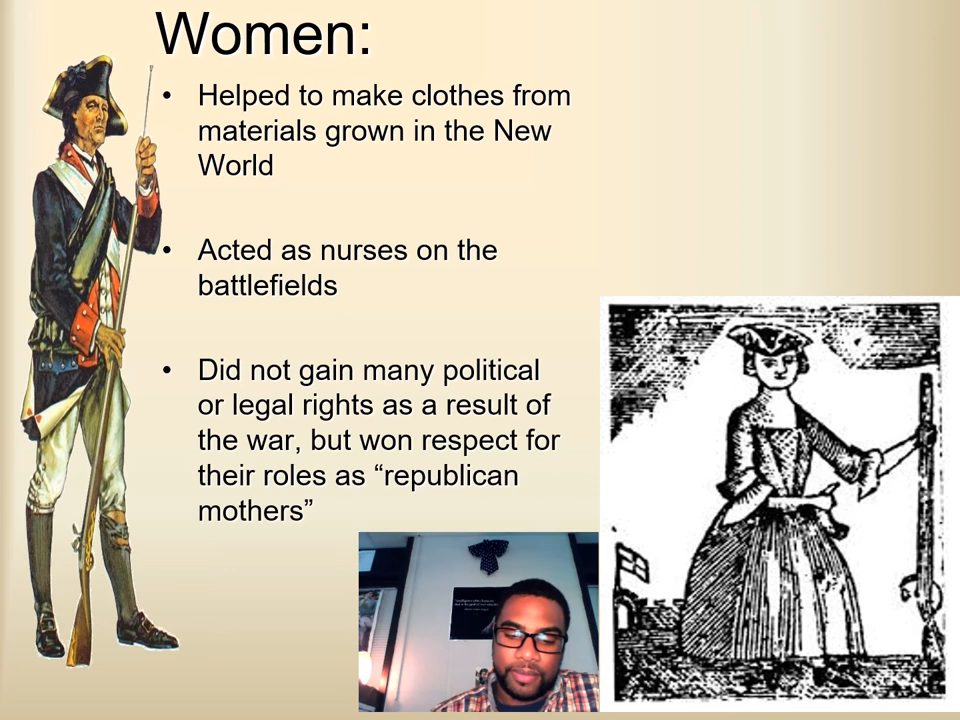 Women:
• Helped to make clothes from
materials grown in the New
World
• Acted as nurses on the
battlefields
• Did not gain many political
or legal rights as a result of
the war, but won respect for
their roles as “republican
mothers”